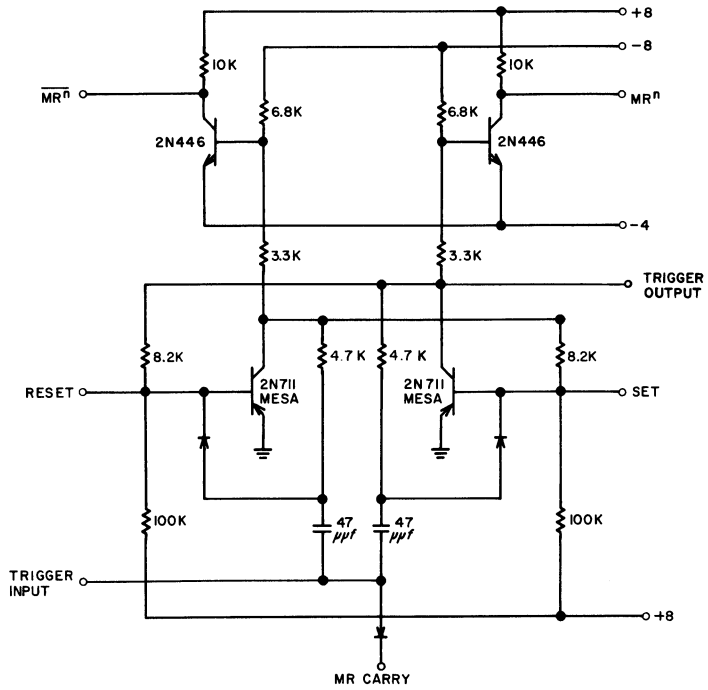 +8
-8
10K
10K
MRⁿ
MRⁿ
6.8K
6.8K
2N446
2N446
-4
3.3K
3.3K
TRIGGER
OUTPUT
8.2K
4.7 K
4.7 K
8.2K
RESET
2N711
MESA
2N711
MESA
SET
100K
47
μμf
47
μμf
100K
TRIGGER
INPUT
+8
MR CARRY